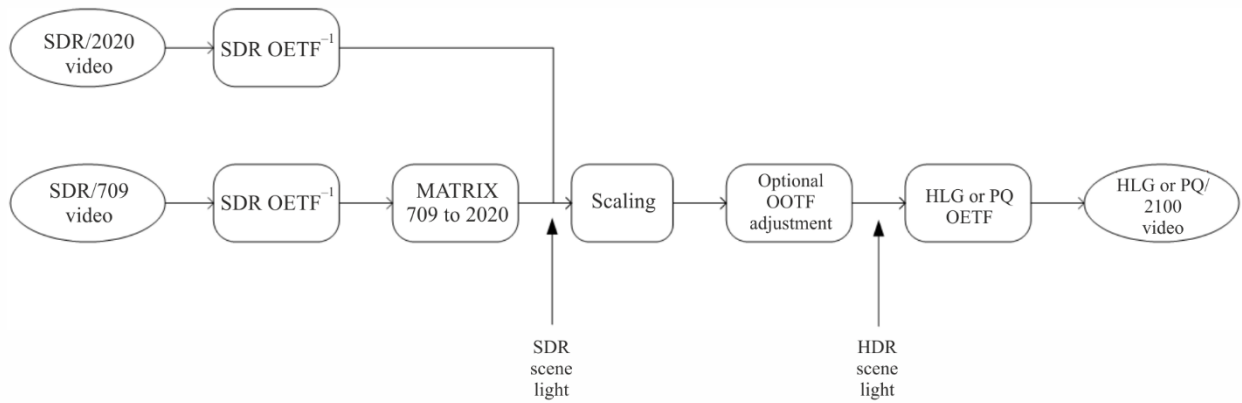 SDR/2020
video
SDR OETF⁻¹
SDR/709
video
SDR OETF⁻¹
MATRIX
709 to 2020
Scaling
Optional
OOTF
adjustment
HLG or PQ
OETF
HLG or PQ/
2100
video
SDR
scene
light
HDR
scene
light